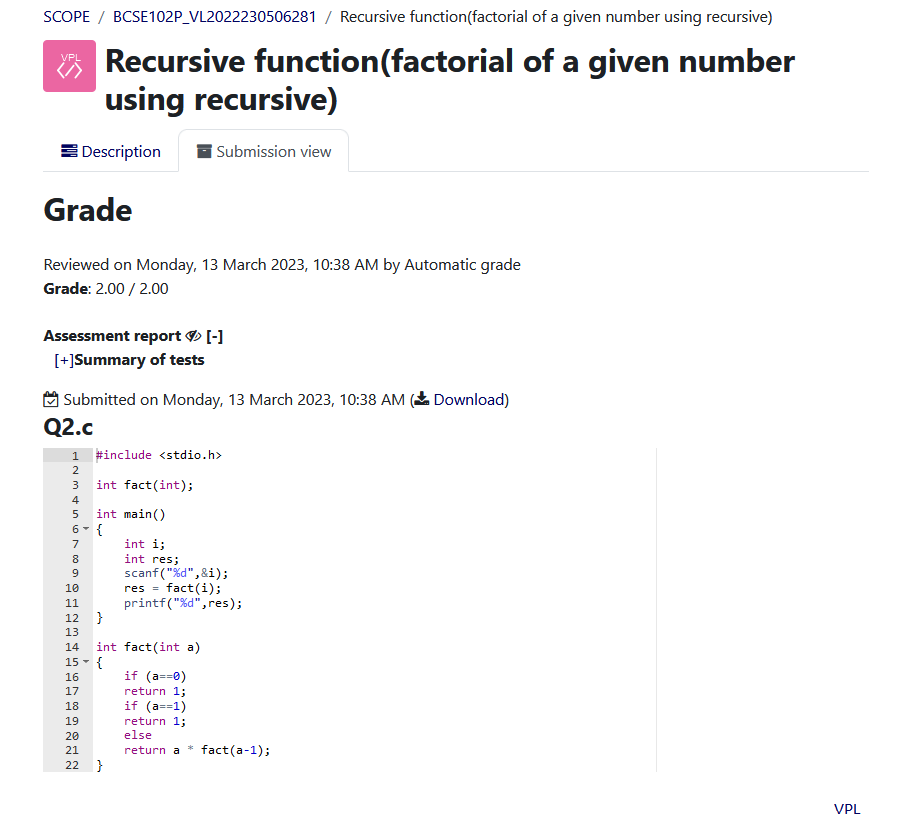 SCOPE / BCSE102P_VL2022230506281 / Recursive function(factorial of a given number using recursive)
VPL
Recursive function(factorial of a given number
using recursive)
Description
Submission view
Grade
Reviewed on Monday, 13 March 2023, 10:38 AM by Automatic grade
Grade: 2.00 / 2.00
Assessment report [-]
[+]Summary of tests
Submitted on Monday, 13 March 2023, 10:38 AM ( Download)
Q2.c
1 #include <stdio.h>
2
3 int fact(int);
4
5 int main()
6 {
7     int i;
8     int res;
9     scanf("%d",&i);
10     res = fact(i);
11     printf("%d",res);
12 }
13
14 int fact(int a)
15 {
16     if (a==0)
17     return 1;
18     if (a==1)
19     return 1;
20     else
21     return a * fact(a-1);
22 }
VPL